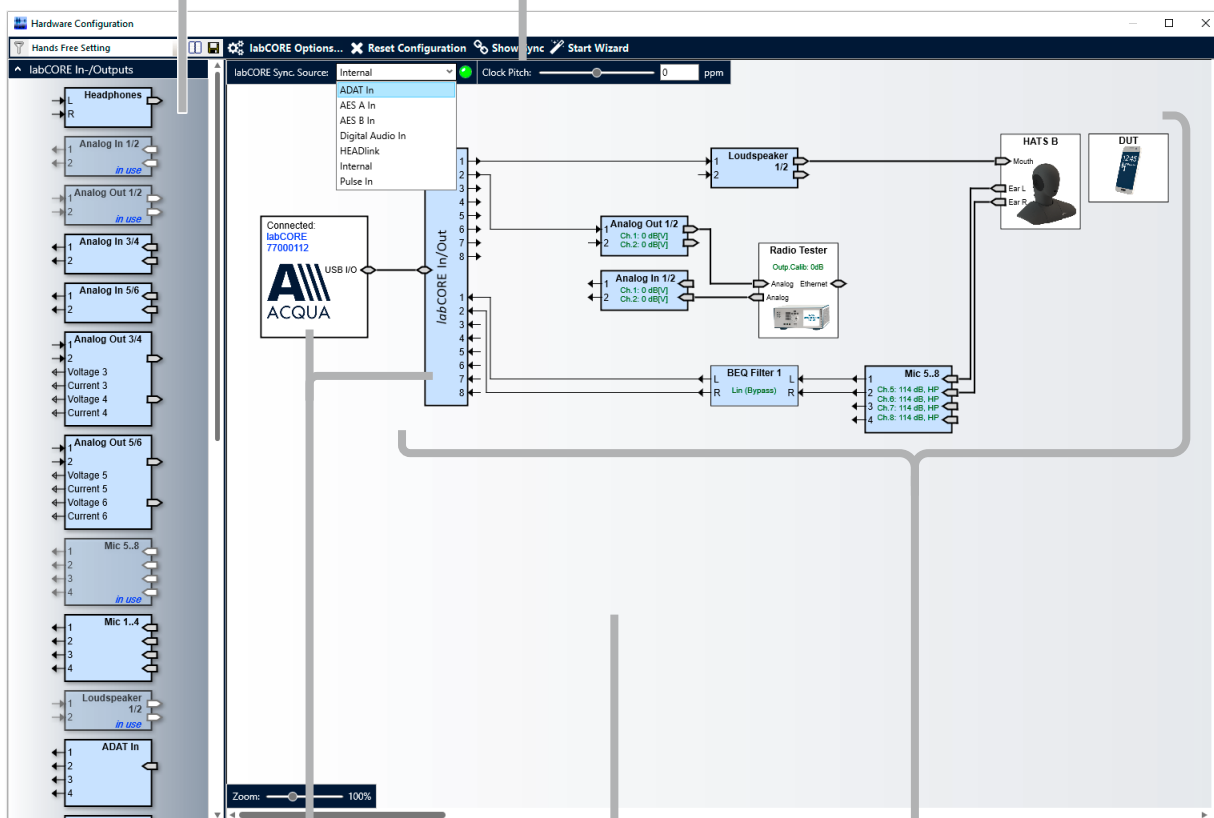 Hardware Configuration
Hands Free Setting
labCORE Options... Reset Configuration Show Sync Start Wizard
labCORE In-/Outputs
labCORE Sync. Source: Internal
Clock Pitch: 0 ppm
ADAT In
AES A In
AES B In
Digital Audio In
HEADlink
Internal
Pulse In
Headphones
L
R
Analog In 1/2
1
2
in use
Analog Out 1/2
1
2
in use
Analog In 3/4
1
2
Analog In 5/6
1
2
Analog Out 3/4
1
2
Voltage 3
Current 3
Voltage 4
Current 4
Analog Out 5/6
1
2
Voltage 5
Current 5
Voltage 6
Current 6
Mic 5..8
1
2
3
4
in use
Mic 1..4
1
2
3
4
Loudspeaker
1/2
1
2
in use
ADAT In
1
2
3
4
Connected:
labCORE
77000112
USB I/O
ACQUA
labCORE In/Out
1
2
3
4
5
6
7
8
1
2
3
4
5
6
7
8
Loudspeaker
1/2
1
2
Analog Out 1/2
1 Ch.1: 0 dB[V]
2 Ch.2: 0 dB[V]
Analog In 1/2
1 Ch.1: 0 dB[V]
2 Ch.2: 0 dB[V]
Radio Tester
Outp.Calib: 0dB
Analog Ethernet
Analog
HATS B
Mouth
Ear L
Ear R
DUT
12:45
BEQ Filter 1
L Lin (Bypass) L
R R
Mic 5..8
1
2 Ch.5: 114 dB, HP
Ch.6: 114 dB, HP
3 Ch.7: 114 dB, HP
4 Ch.8: 114 dB, HP
Zoom: 100%